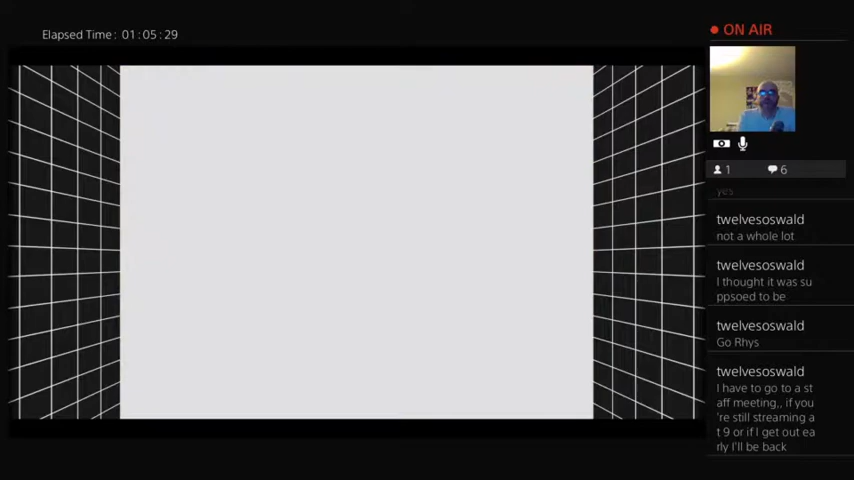 Elapsed Time: 01:05:29
ON AIR
1
6
yes
twelvesoswald
not a whole lot
twelvesoswald
I thought it was su
ppsoed to be
twelvesoswald
Go Rhys
twelvesoswald
I have to go to a st
aff meeting,, if you
're still streaming a
t 9 or if I get out ea
rly I'll be back